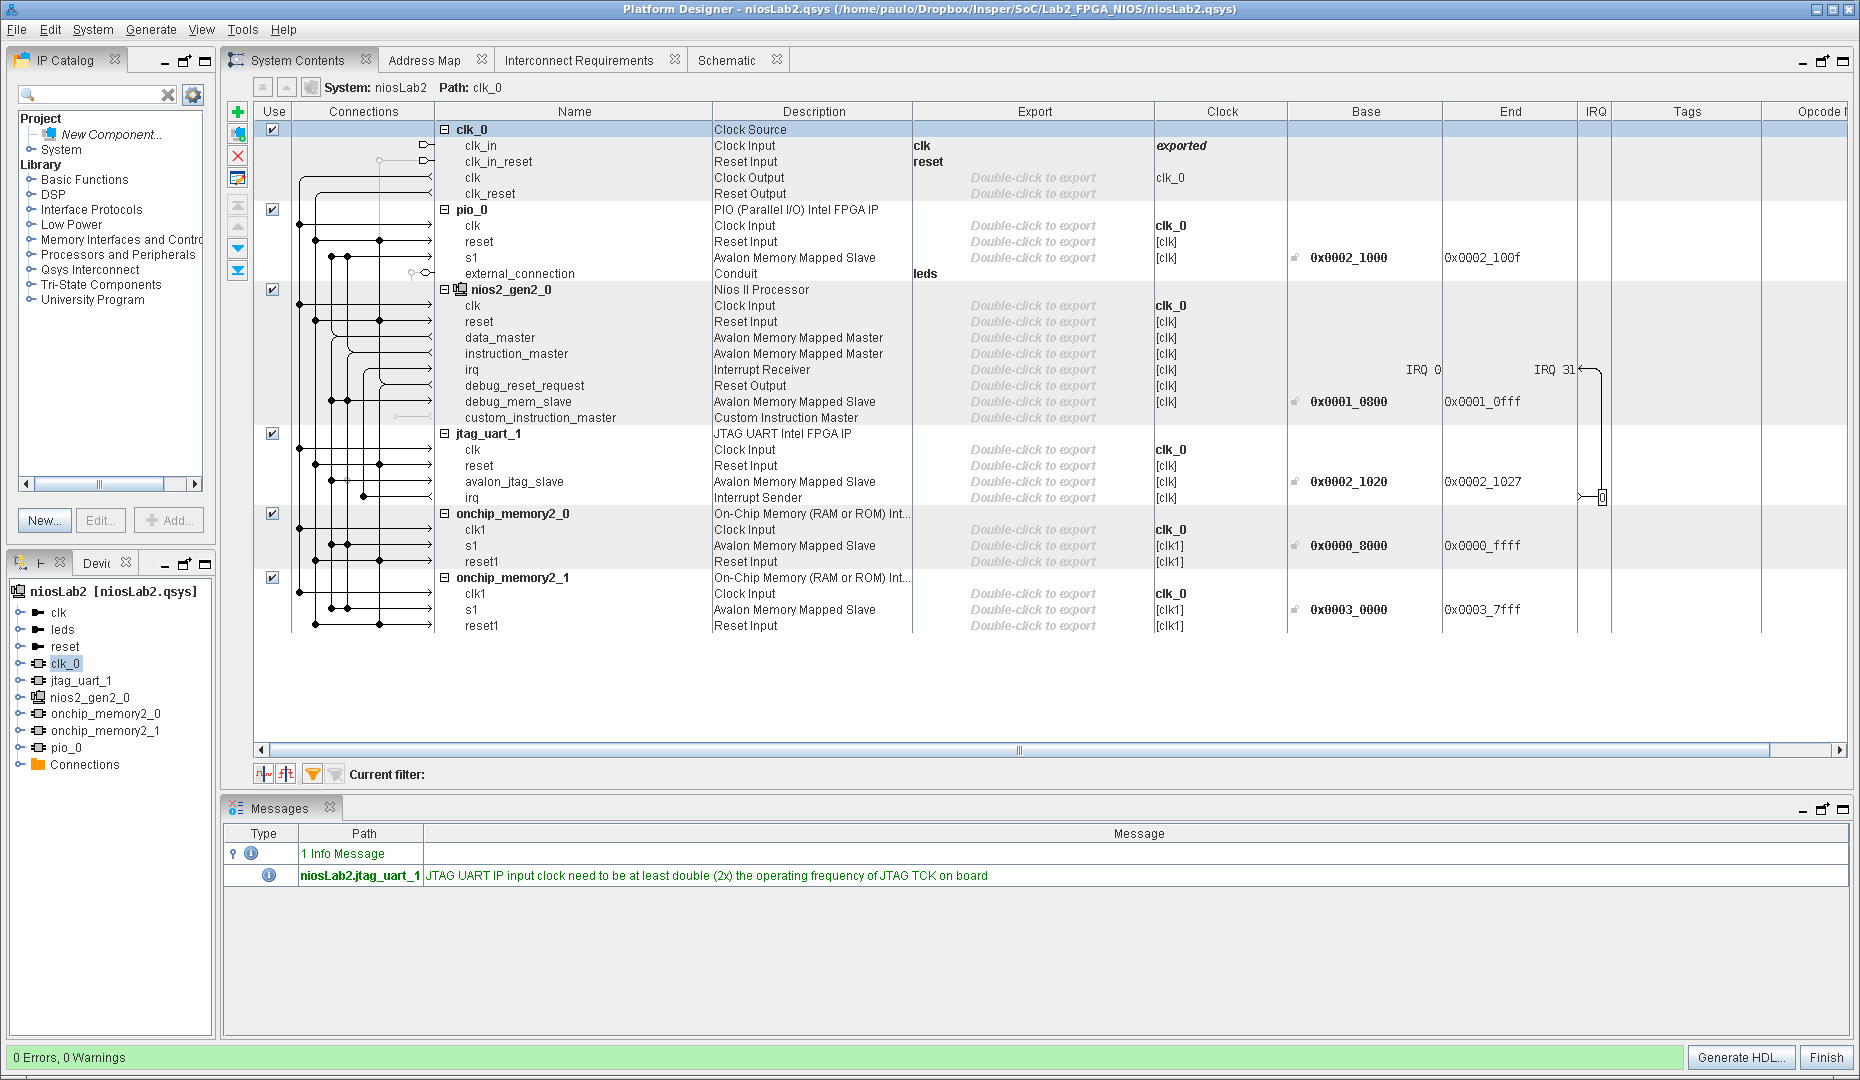 Platform Designer - niosLab2.qsys (/home/paulo/Dropbox/Insper/SoC/Lab2_FPGA_NIOS/niosLab2.qsys)
File Edit System Generate View Tools Help
IP Catalog
Project
New Component...
System
Library
Basic Functions
DSP
Interface Protocols
Low Power
Memory Interfaces and Contro
Processors and Peripherals
Qsys Interconnect
Tri-State Components
University Program
New... Edit... Add...
Devic
niosLab2 [niosLab2.qsys]
clk
leds
reset
clk_0
jtag_uart_1
nios2_gen2_0
onchip_memory2_0
onchip_memory2_1
pio_0
Connections
System Contents Address Map Interconnect Requirements Schematic
System: niosLab2 Path: clk_0
Use Connections Name Description Export Clock Base End IRQ Tags Opcode
clk_0 Clock Source
clk_in Clock Input clk exported
clk_in_reset Reset Input reset
clk Clock Output Double-click to export clk_0
clk_reset Reset Output Double-click to export
pio_0 PIO (Parallel I/O) Intel FPGA IP
clk Clock Input Double-click to export clk_0
reset Reset Input Double-click to export [clk]
s1 Avalon Memory Mapped Slave Double-click to export [clk] 0x0002_1000 0x0002_100f
external_connection Conduit leds
nios2_gen2_0 Nios II Processor
clk Clock Input Double-click to export clk_0
reset Reset Input Double-click to export [clk]
data_master Avalon Memory Mapped Master Double-click to export [clk]
instruction_master Avalon Memory Mapped Master Double-click to export [clk]
irq Interrupt Receiver Double-click to export [clk] IRQ 0 IRQ 31
debug_reset_request Reset Output Double-click to export [clk]
debug_mem_slave Avalon Memory Mapped Slave Double-click to export [clk] 0x0001_0800 0x0001_0fff
custom_instruction_master Custom Instruction Master Double-click to export
jtag_uart_1 JTAG UART Intel FPGA IP
clk Clock Input Double-click to export clk_0
reset Reset Input Double-click to export [clk]
avalon_jtag_slave Avalon Memory Mapped Slave Double-click to export [clk] 0x0002_1020 0x0002_1027
irq Interrupt Sender Double-click to export [clk] 0
onchip_memory2_0 On-Chip Memory (RAM or ROM) Int...
clk1 Clock Input Double-click to export clk_0
s1 Avalon Memory Mapped Slave Double-click to export [clk1] 0x0000_8000 0x0000_ffff
reset1 Reset Input Double-click to export [clk1]
onchip_memory2_1 On-Chip Memory (RAM or ROM) Int...
clk1 Clock Input Double-click to export clk_0
s1 Avalon Memory Mapped Slave Double-click to export [clk1] 0x0003_0000 0x0003_7fff
reset1 Reset Input Double-click to export [clk1]
Current filter:
Messages
Type Path Message
1 Info Message
niosLab2.jtag_uart_1 JTAG UART IP input clock need to be at least double (2x) the operating frequency of JTAG TCK on board
0 Errors, 0 Warnings
Generate HDL... Finish